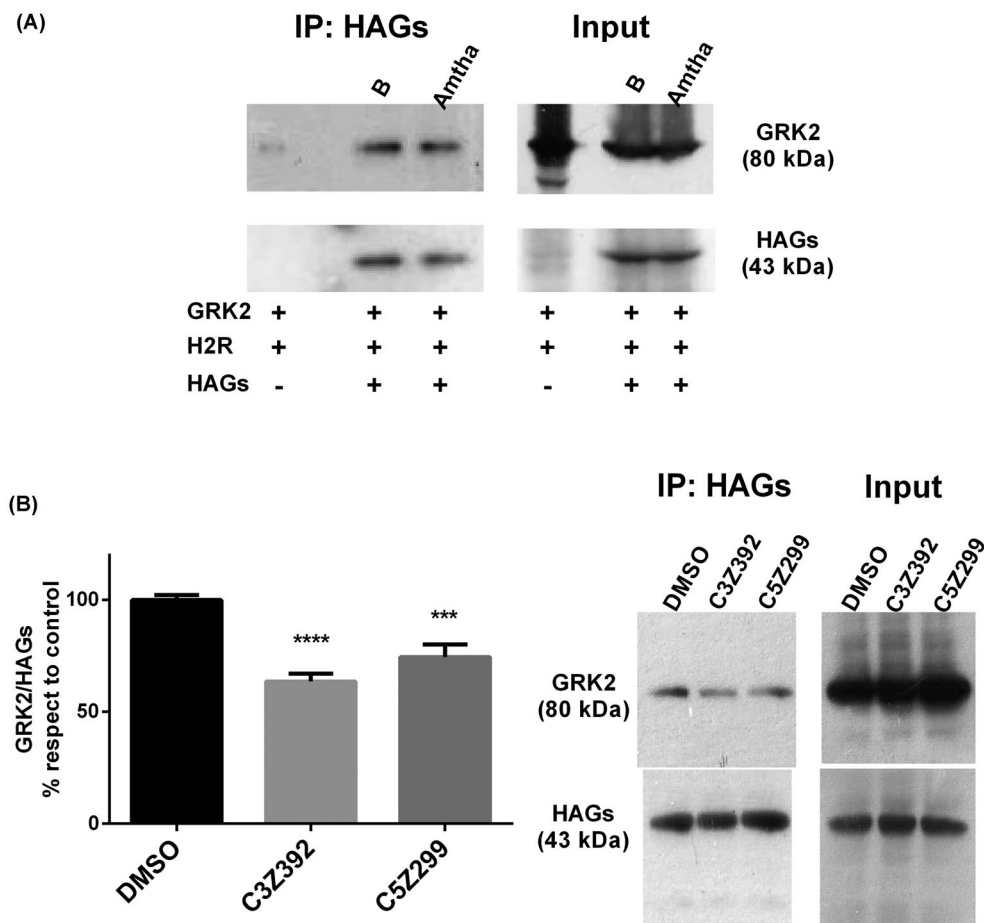 (A)
IP: HAGs Input
B Amtha B Amtha
GRK2
(80 kDa)
HAGs
(43 kDa)
GRK2 + + + + + +
H2R + + + + + +
HAGs - + + - + +
(B)
IP: HAGs Input
DMSO C3Z392 C5Z299 DMSO C3Z392 C5Z299
GRK2/HAGs
% respect to control
100
50
0
****
***
DMSO C3Z392 C5Z299
GRK2
(80 kDa)
HAGs
(43 kDa)